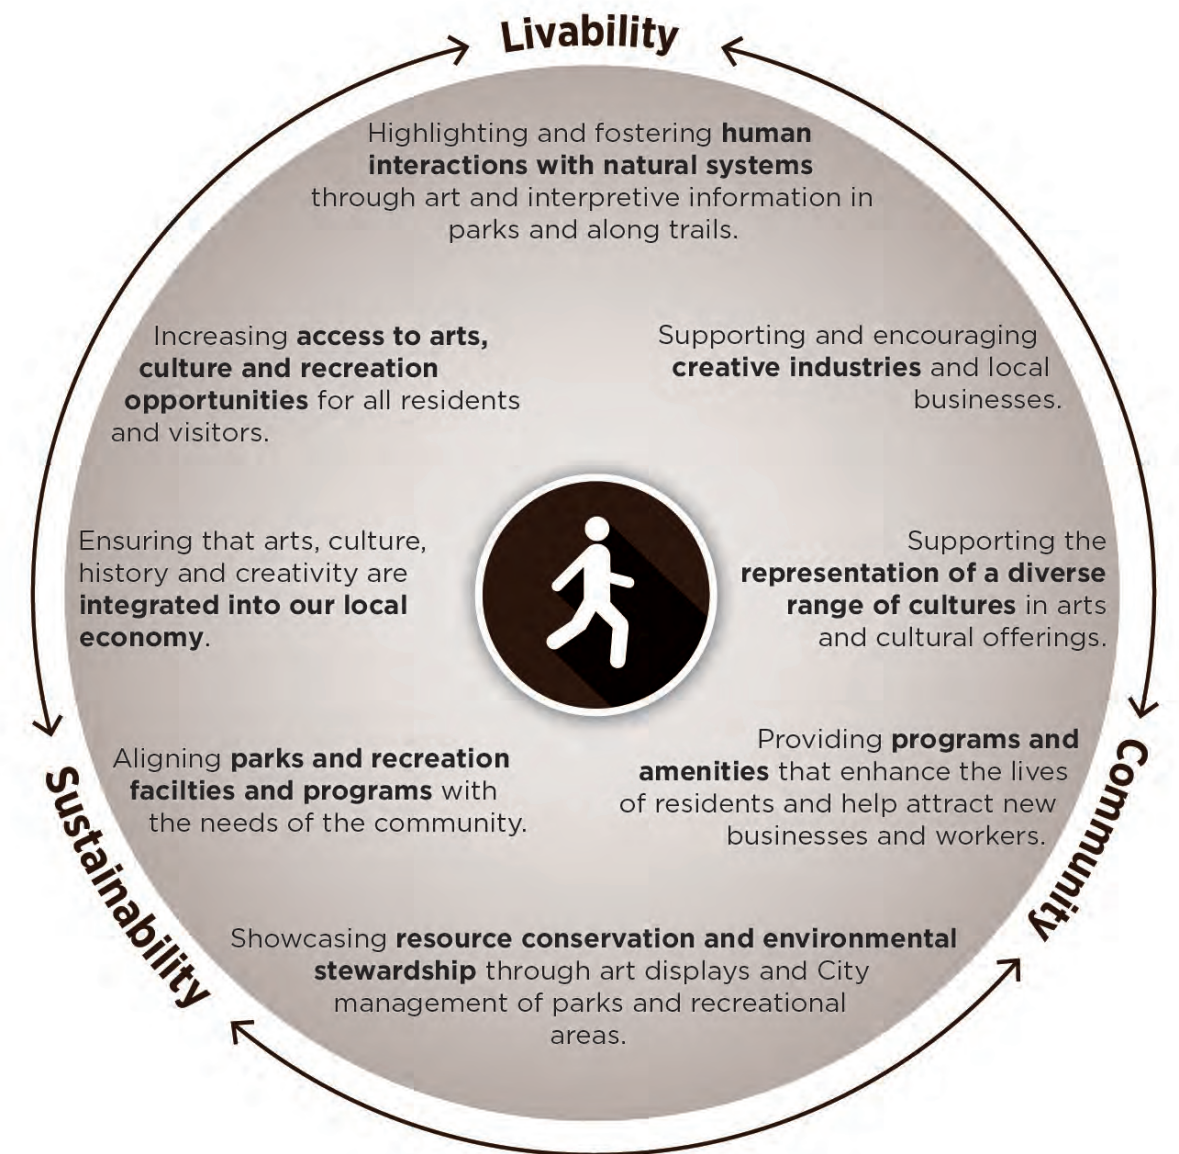 Livability
Highlighting and fostering human
interactions with natural systems
through art and interpretive information in
parks and along trails.
Increasing access to arts,
culture and recreation
opportunities for all residents
and visitors.
Supporting and encouraging
creative industries and local
businesses.
Ensuring that arts, culture,
history and creativity are
integrated into our local
economy.
Supporting the
representation of a diverse
range of cultures in arts
and cultural offerings.
Aligning parks and recreation
facilties and programs with
the needs of the community.
Providing programs and
amenities that enhance the lives
of residents and help attract new
businesses and workers.
Showcasing resource conservation and environmental
stewardship through art displays and City
management of parks and recreational
areas.
Sustainability
Community